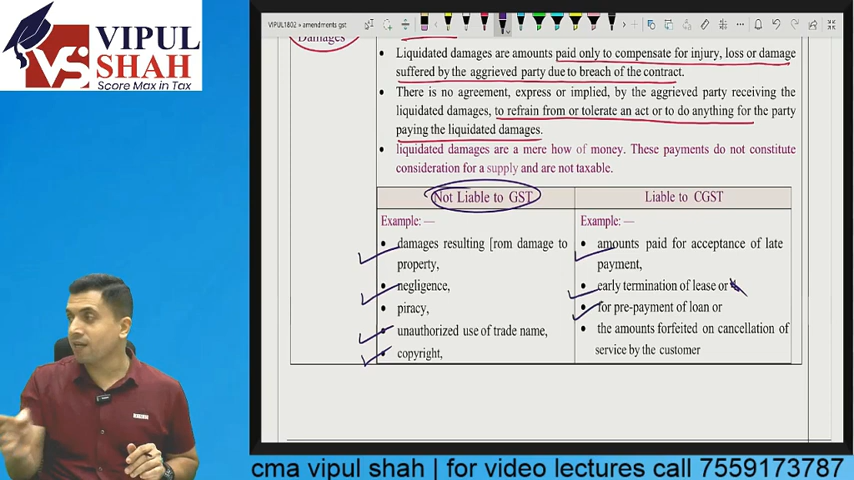 VIPUL
SHAH
Score Max in Tax
VIPUL1802 + amendments gst
Damages
• Liquidated damages are amounts paid only to compensate for injury, loss or damage
suffered by the aggrieved party due to breach of the contract.
• There is no agreement, express or implied, by the aggrieved party receiving the
liquidated damages, to refrain from or tolerate an act or to do anything for the party
paying the liquidated damages.
• liquidated damages are a mere how of money. These payments do not constitute
consideration for a supply and are not taxable.
Not Liable to GST
Example: —
• damages resulting [rom damage to
property,
• negligence,
• piracy,
• unauthorized use of trade name,
• copyright,
Liable to CGST
Example: —
• amounts paid for acceptance of late
payment,
• early termination of lease or
• for pre-payment of loan or
• the amounts forfeited on cancellation of
service by the customer
cma vipul shah | for video lectures call 7559173787